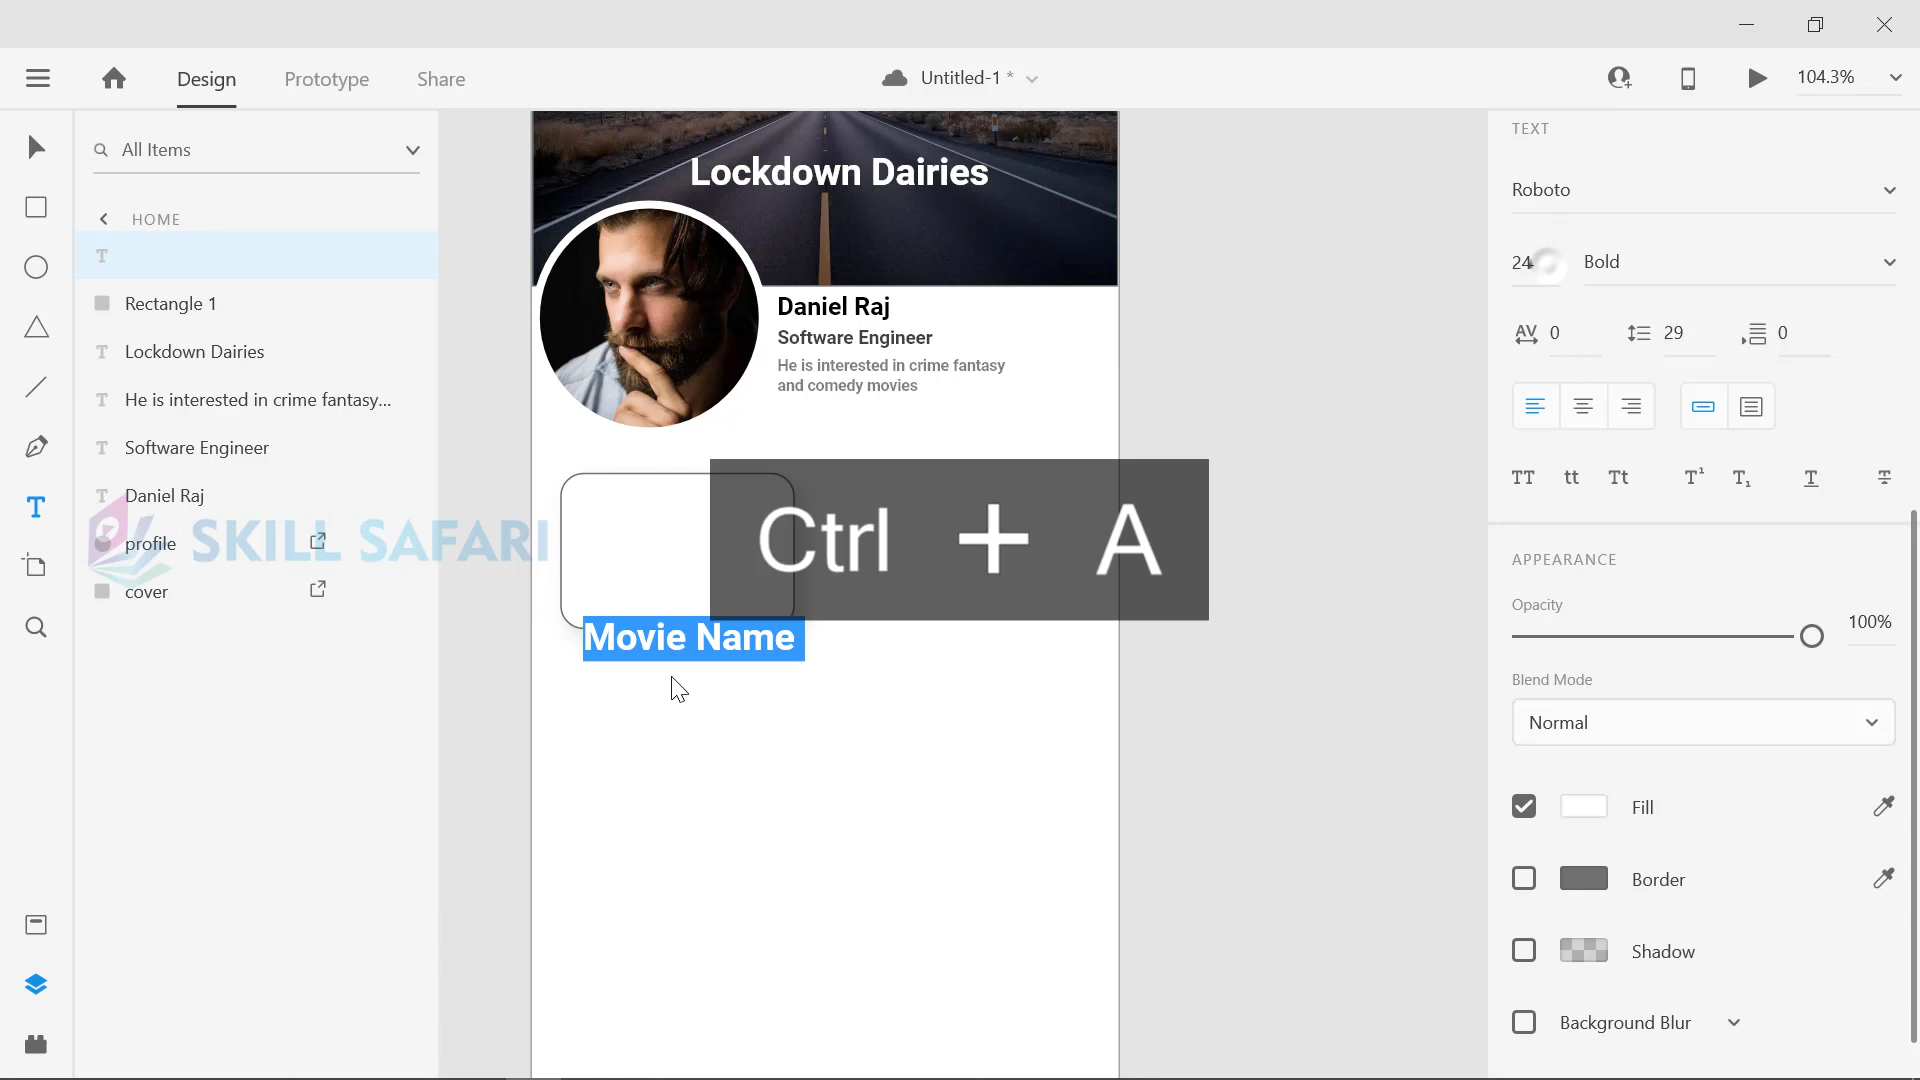 Design
Prototype
Share
Untitled-1 *
104.3%
All Items
HOME
T
Rectangle 1
T Lockdown Dairies
T He is interested in crime fantasy...
T Software Engineer
T Daniel Raj
profile
cover
SKILL SAFARI
Lockdown Dairies
Daniel Raj
Software Engineer
He is interested in crime fantasy
and comedy movies
Ctrl + A
Movie Name
TEXT
Roboto
24
Bold
AV 0
29
0
TT tt Tt T¹ T₁ T T
APPEARANCE
Opacity
100%
Blend Mode
Normal
Fill
Border
Shadow
Background Blur